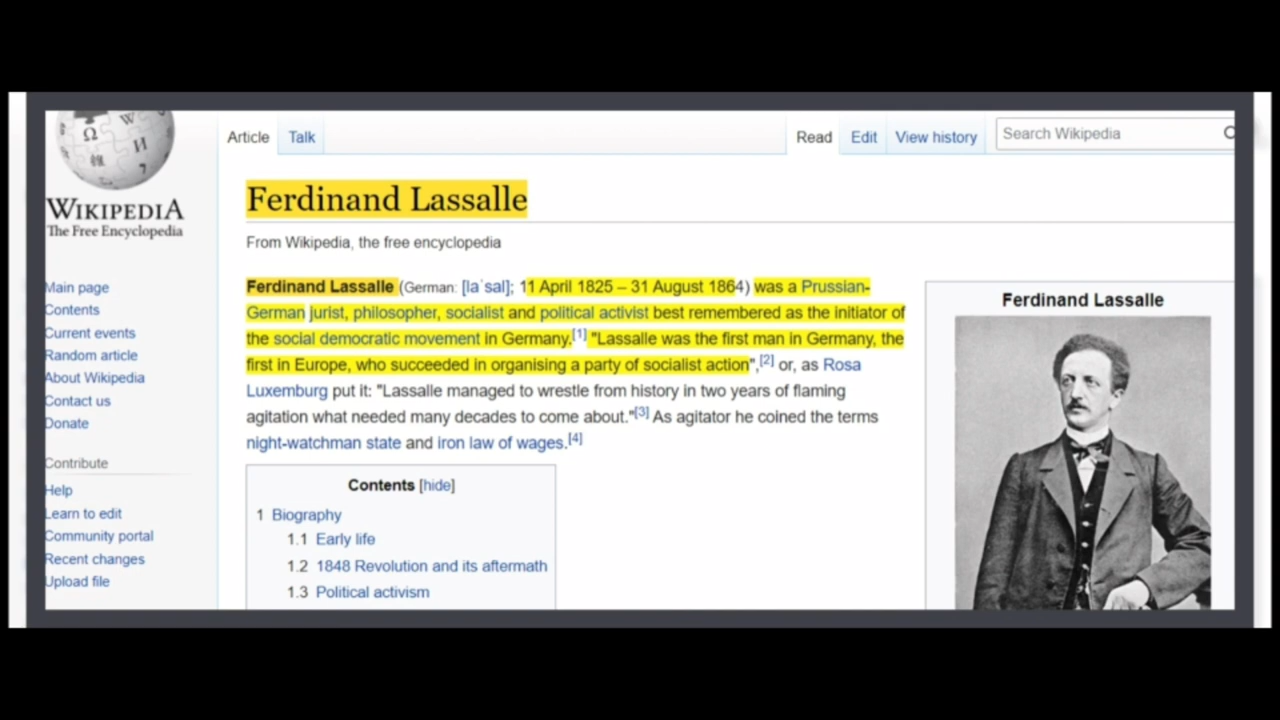 WIKIPEDIA
The Free Encyclopedia
Main page
Contents
Current events
Random article
About Wikipedia
Contact us
Donate
Contribute
Help
Learn to edit
Community portal
Recent changes
Upload file
Article Talk Read Edit View history Search Wikipedia
Ferdinand Lassalle
From Wikipedia, the free encyclopedia
Ferdinand Lassalle (German: [laˈsal]; 11 April 1825 – 31 August 1864) was a Prussian-
German jurist, philosopher, socialist and political activist best remembered as the initiator of
the social democratic movement in Germany.[1] "Lassalle was the first man in Germany, the
first in Europe, who succeeded in organising a party of socialist action",[2] or, as Rosa
Luxemburg put it: "Lassalle managed to wrestle from history in two years of flaming
agitation what needed many decades to come about."[3] As agitator he coined the terms
night-watchman state and iron law of wages.[4]
Contents [hide]
1 Biography
1.1 Early life
1.2 1848 Revolution and its aftermath
1.3 Political activism
Ferdinand Lassalle